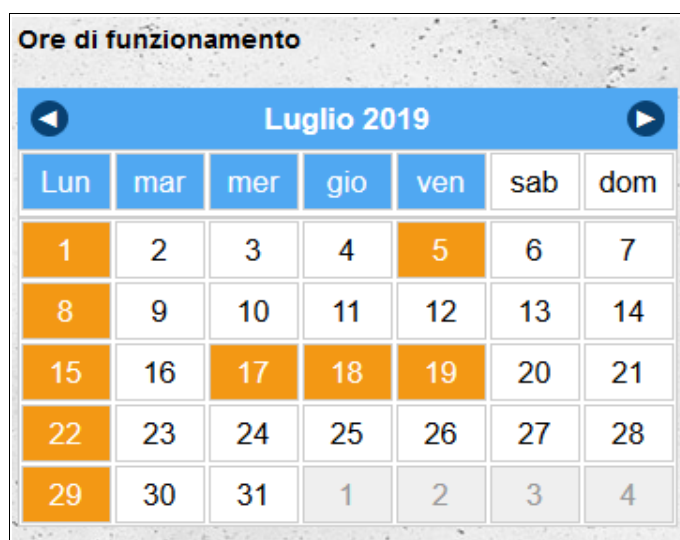 Ore di funzionamento
Luglio 2019
Lun mar mer gio ven sab dom
1 2 3 4 5 6 7
8 9 10 11 12 13 14
15 16 17 18 19 20 21
22 23 24 25 26 27 28
29 30 31 1 2 3 4